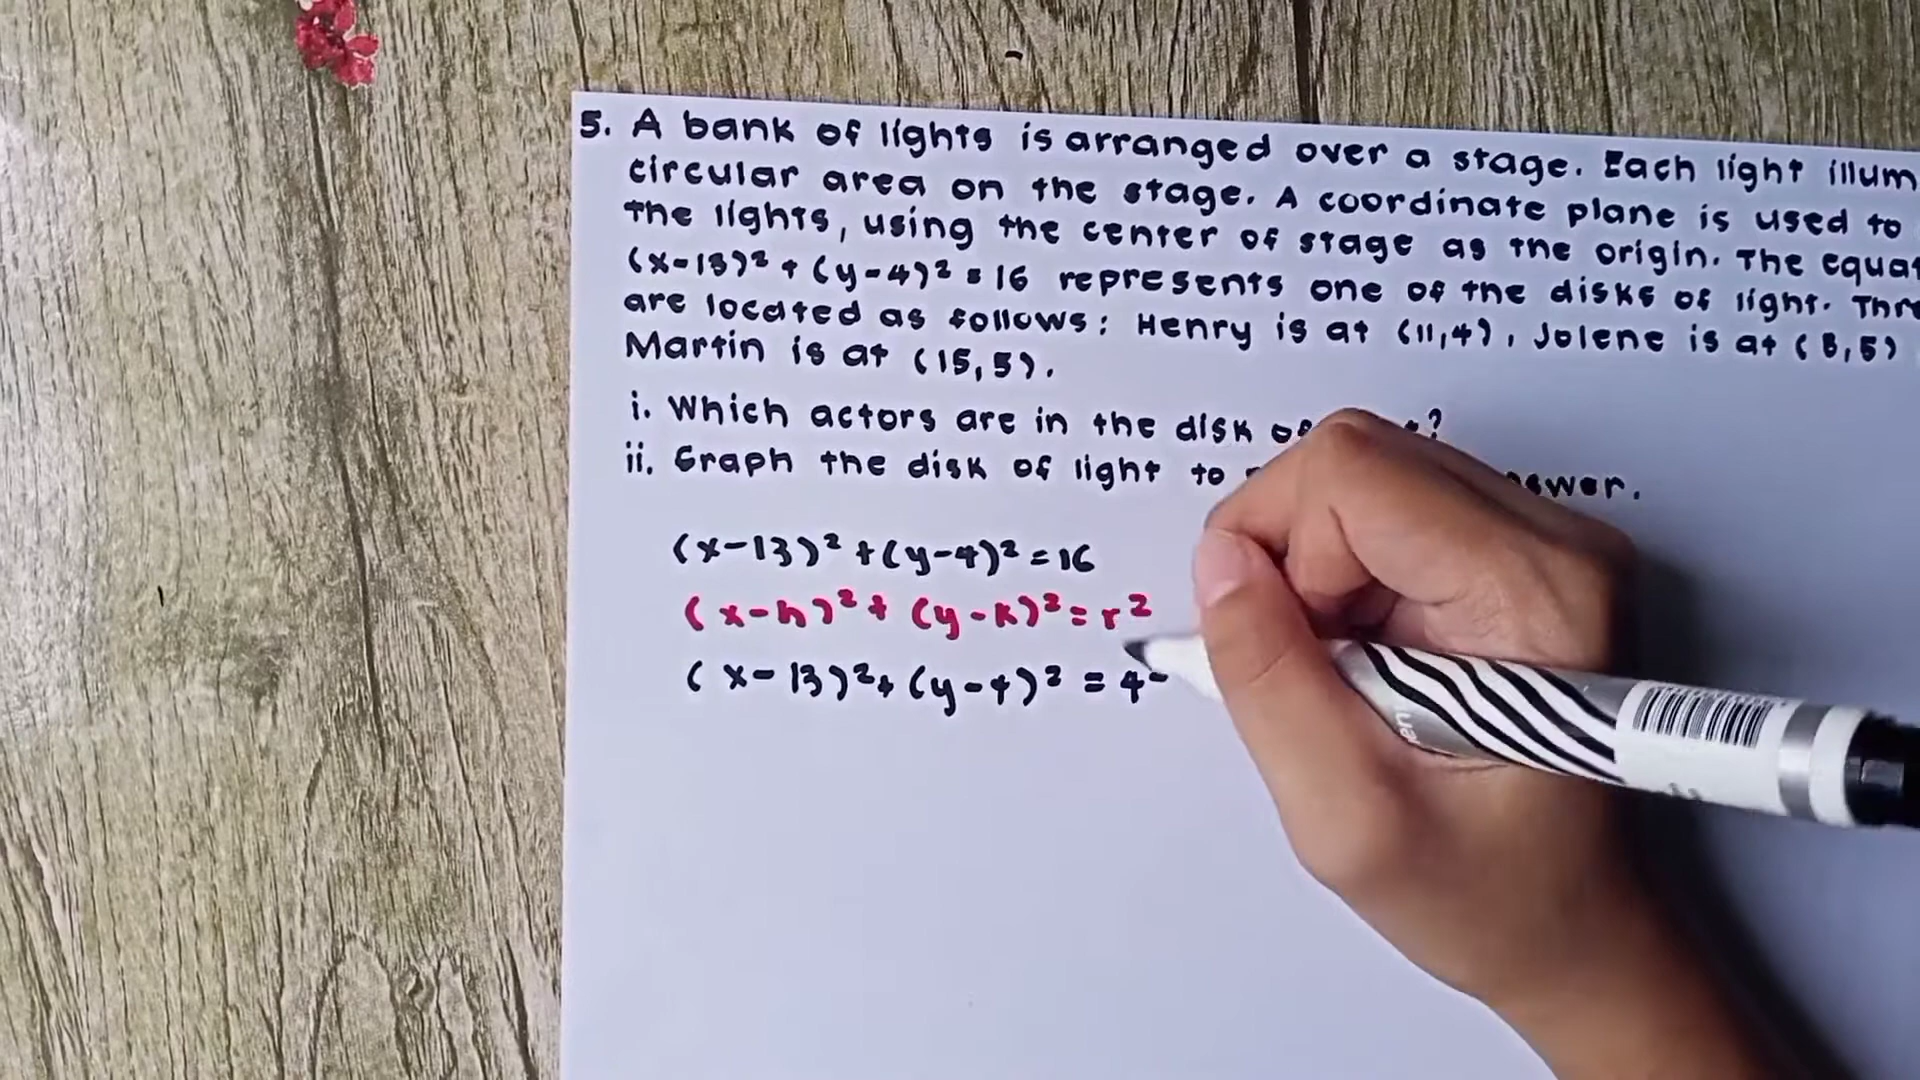 5. A bank of lights is arranged over a stage. Each light illum
circular area on the stage. A coordinate plane is used to
the lights, using the center of stage as the origin. The equat
(x-13)² + (y-4)² = 16 represents one of the disks of light. Thre
are located as follows: Henry is at (11,4), Jolene is at (8,5)
Martin is at (15,5).
i. Which actors are in the disk of
ii. Graph the disk of light to
(x-13)² + (y-4)² = 16
(x-h)² + (y-k)² = r²
(x-13)² + (y-4)² = 4